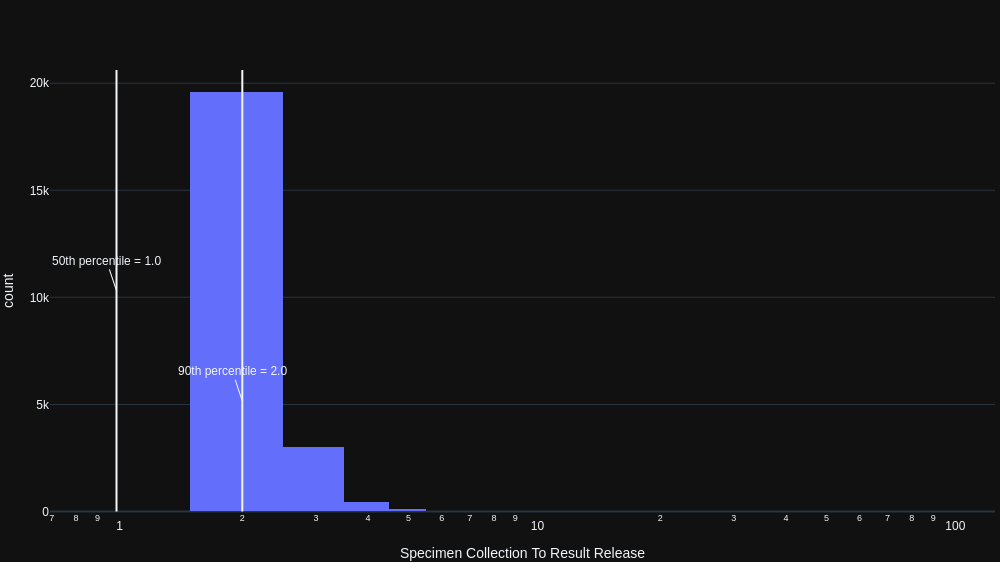 20k
15k
50th percentile = 1.0
count
10k
90th percentile = 2.0
5k
0
7 8 9 1 2 3 4 5 6 7 8 9 10 2 3 4 5 6 7 8 9 100
Specimen Collection To Result Release